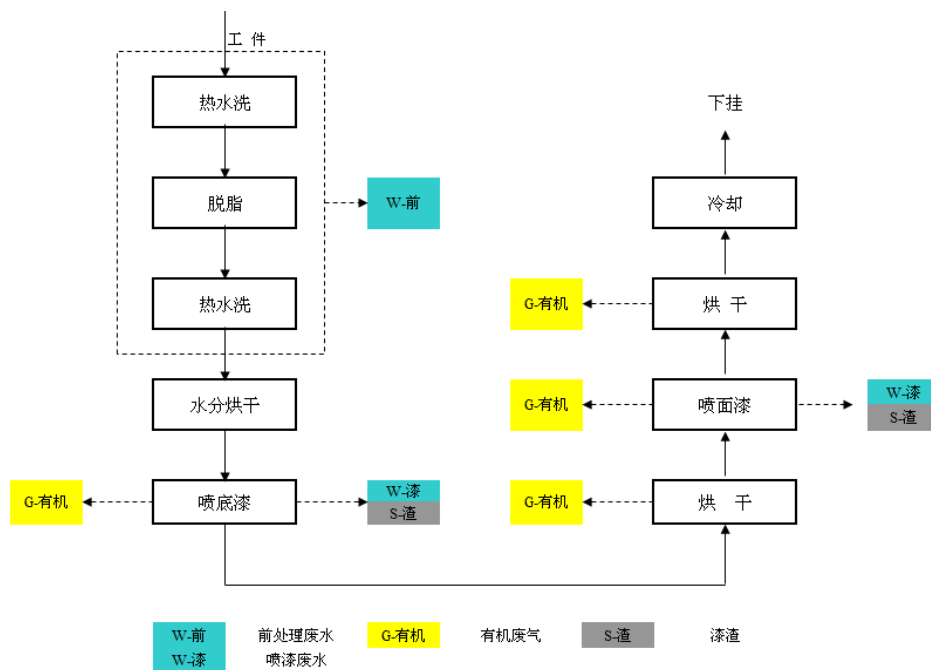 工 件
热水洗
脱脂
W-前
热水洗
水分烘干
G-有机
喷底漆
W-漆
S-渣
下挂
冷却
G-有机
烘 干
G-有机
喷面漆
W-漆
S-渣
G-有机
烘 干
W-前 前处理废水 G-有机 有机废气 S-渣 漆渣
W-漆 喷漆废水